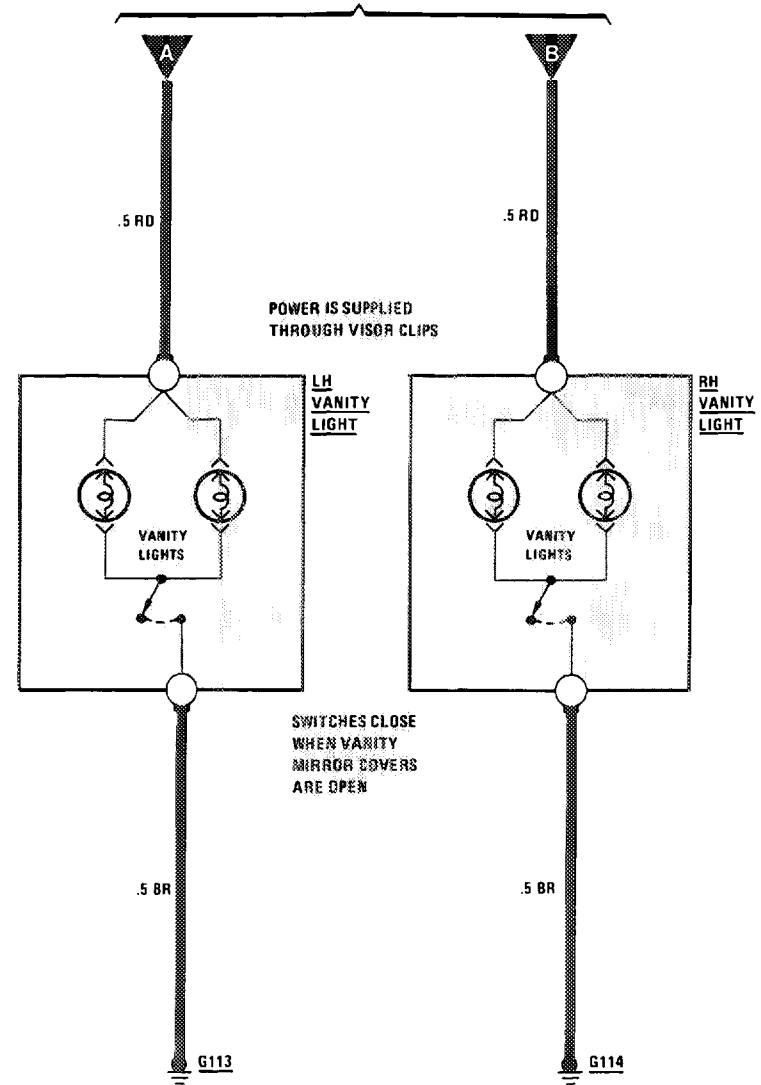 A
B
.5 RD
.5 RD
POWER IS SUPPLIED
THROUGH VISOR CLIPS
LH
VANITY
LIGHT
RH
VANITY
LIGHT
VANITY
LIGHTS
VANITY
LIGHTS
SWITCHES CLOSE
WHEN VANITY
MIRROR COVERS
ARE OPEN
.5 BR
.5 BR
G113
G114